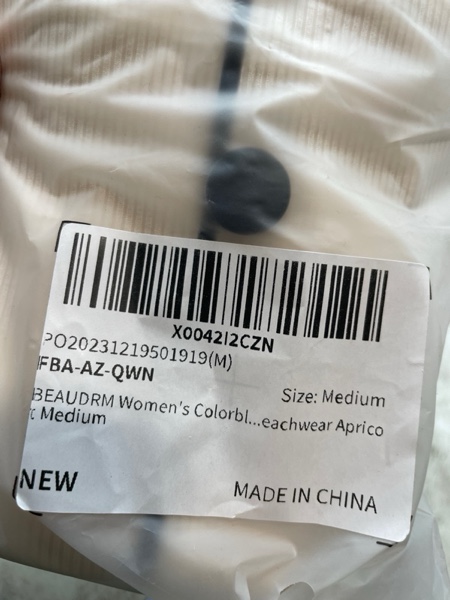 X0042I2CZN
PO20231219501919(M)
FBA-AZ-QWN
Size: Medium
BEAUDRM Women's Colorbl...eachwear Aprico
t Medium
NEW
MADE IN CHINA